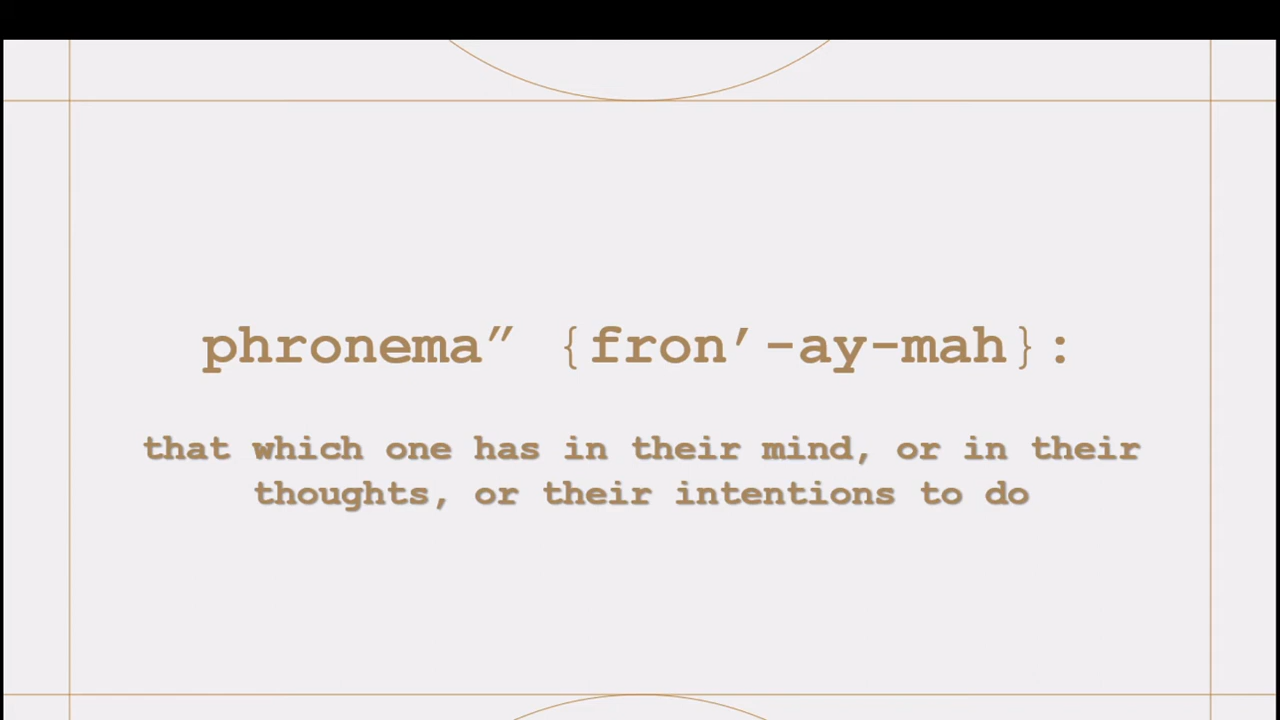 phronema” {fron’-ay-mah}:
that which one has in their mind, or in their
thoughts, or their intentions to do